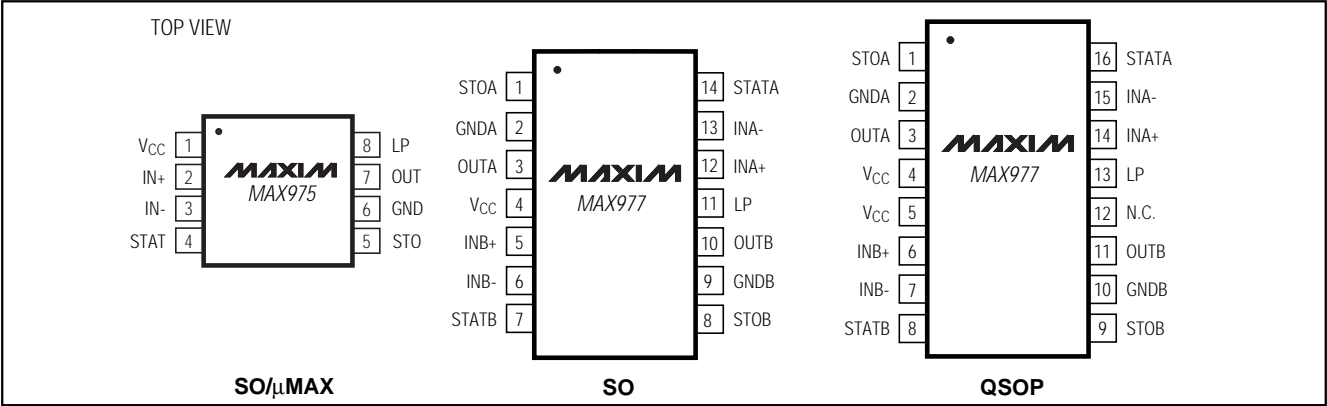 TOP VIEW
VCC 1
IN+ 2
IN- 3
STAT 4
MAXIM
MAX975
8 LP
7 OUT
6 GND
5 STO
SO/µMAX
STOA 1
GNDA 2
OUTA 3
VCC 4
INB+ 5
INB- 6
STATB 7
MAXIM
MAX977
14 STATA
13 INA-
12 INA+
11 LP
10 OUTB
9 GNDB
8 STOB
SO
STOA 1
GNDA 2
OUTA 3
VCC 4
VCC 5
INB+ 6
INB- 7
STATB 8
MAXIM
MAX977
16 STATA
15 INA-
14 INA+
13 LP
12 N.C.
11 OUTB
10 GNDB
9 STOB
QSOP